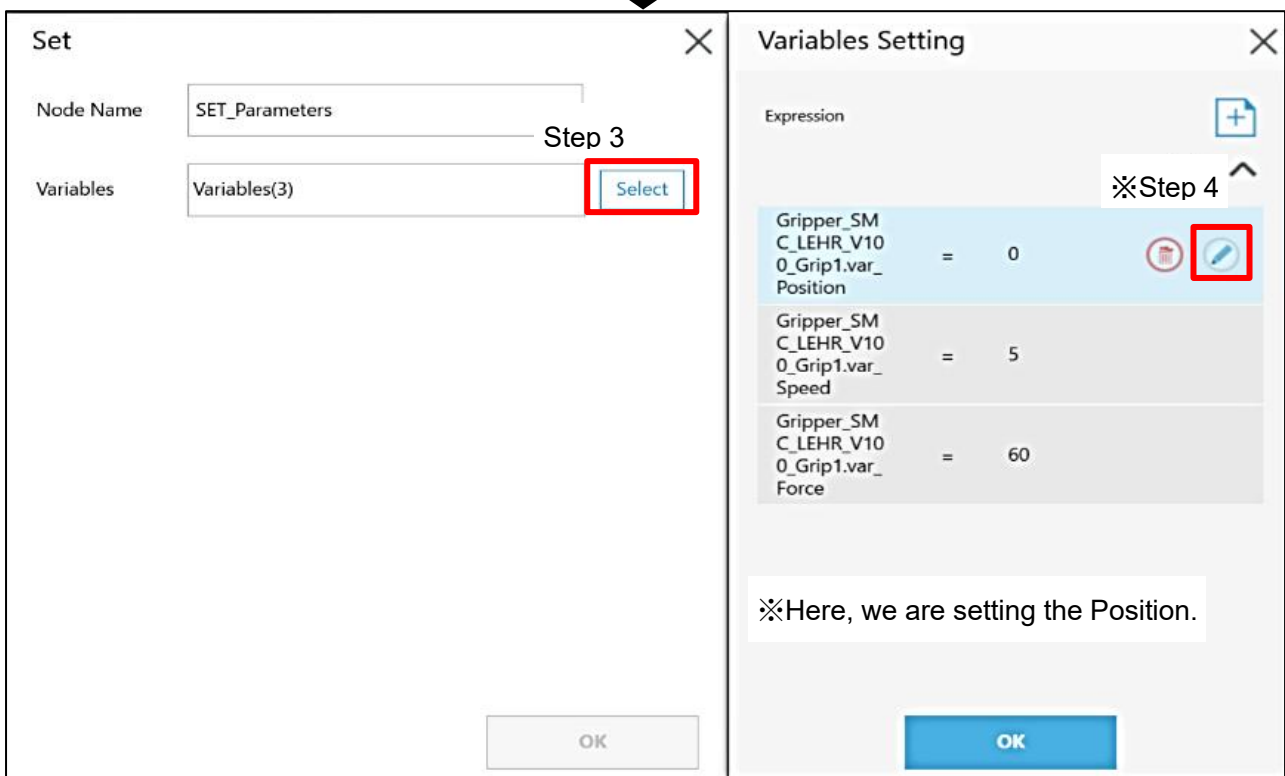 Set
Node Name
SET_Parameters
Step 3
Variables
Variables(3)
Select
OK
Variables Setting
Expression
※Step 4
Gripper_SM
C_LEHR_V10
0_Grip1.var_
Position
=
0
Gripper_SM
C_LEHR_V10
0_Grip1.var_
Speed
=
5
Gripper_SM
C_LEHR_V10
0_Grip1.var_
Force
=
60
※Here, we are setting the Position.
OK